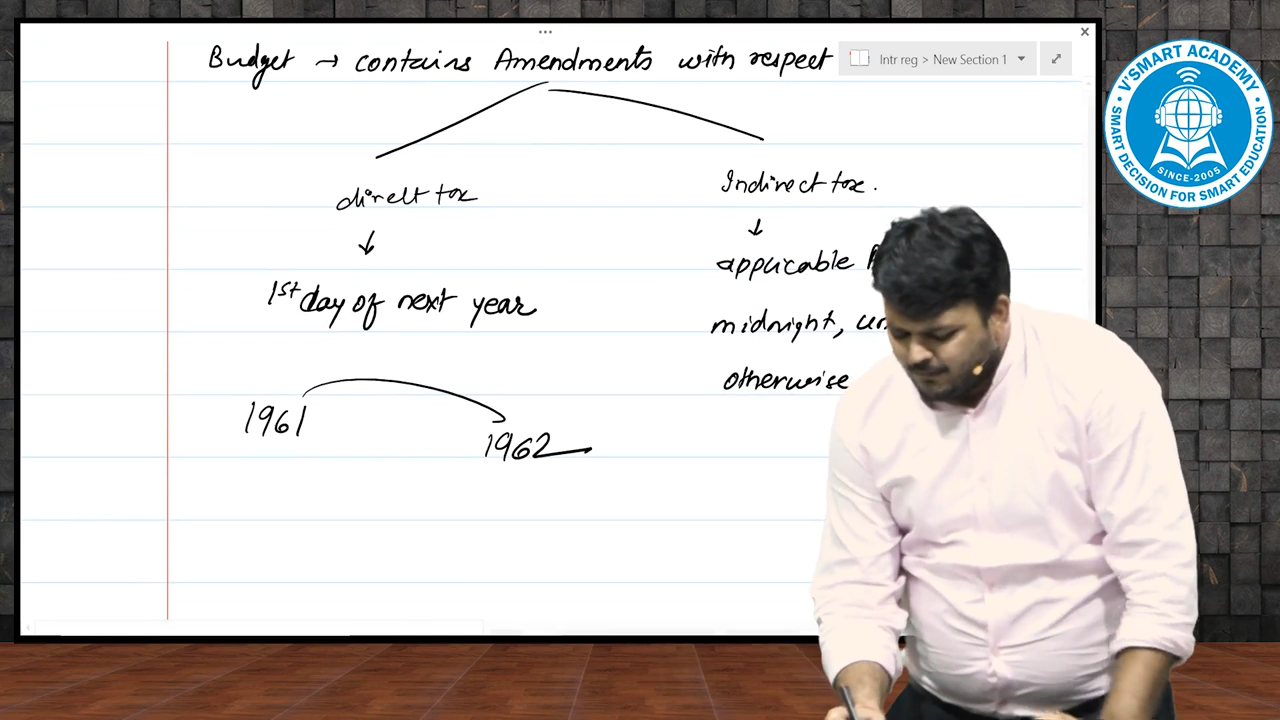 Budget → contains Amendments with respect
Intr reg > New Section 1
direct tax
↓
1st day of next year
1961
1962
Indirect tax.
↓
applicable
midnight,
otherwise
V'SMART ACADEMY
SINCE-2005
SMART DECISION FOR SMART EDUCATION